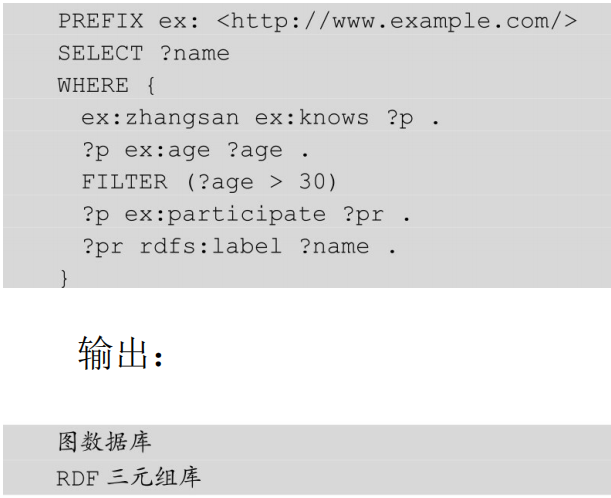 PREFIX ex: <http://www.example.com/>
SELECT ?name
WHERE {
ex:zhangsan ex:knows ?p .
?p ex:age ?age .
FILTER (?age > 30)
?p ex:participate ?pr .
?pr rdfs:label ?name .
}
输出：
图数据库
RDF 三元组库